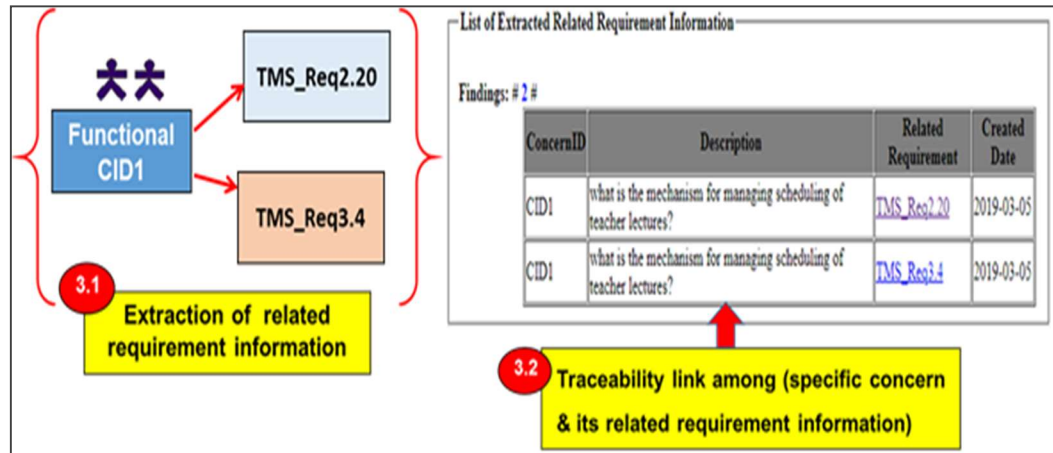 Functional
CID1
TMS_Req2.20
TMS_Req3.4
3.1
Extraction of related
requirement information
List of Extracted Related Requirement Information
Findings: # 2 #
ConcernID Description Related Requirement Created Date
CID1 what is the mechanism for managing scheduling of teacher lectures? TMS_Req2.20 2019-03-05
CID1 what is the mechanism for managing scheduling of teacher lectures? TMS_Req3.4 2019-03-05
3.2
Traceability link among (specific concern
& its related requirement information)